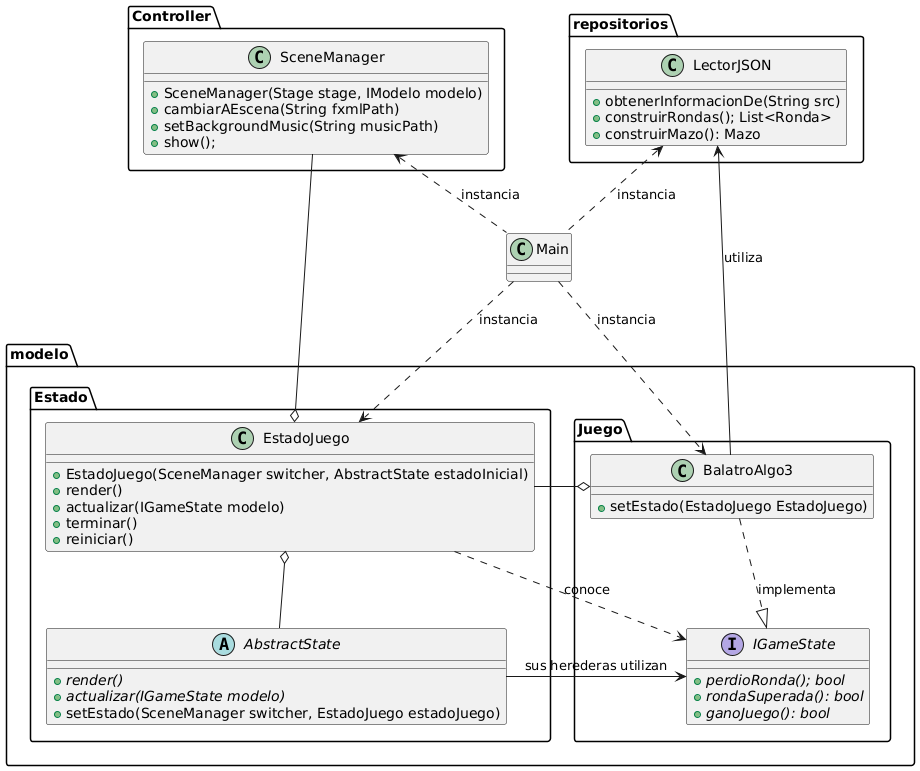 Controller
SceneManager
SceneManager(Stage stage, IModelo modelo)
cambiarAEscena(String fxmlPath)
setBackgroundMusic(String musicPath)
show();
repositorios
LectorJSON
obtenerInformacionDe(String src)
construirRondas(); List<Ronda>
construirMazo(): Mazo
instancia
instancia
Main
utiliza
instancia
instancia
modelo
Estado
EstadoJuego
EstadoJuego(SceneManager switcher, AbstractState estadoInicial)
render()
actualizar(IGameState modelo)
terminar()
reiniciar()
Juego
BalatroAlgo3
setEstado(EstadoJuego EstadoJuego)
conoce
implementa
AbstractState
render()
actualizar(IGameState modelo)
setEstado(SceneManager switcher, EstadoJuego estadoJuego)
sus herederas utilizan
IGameState
perdioRonda(); bool
rondaSuperada(): bool
ganoJuego(): bool